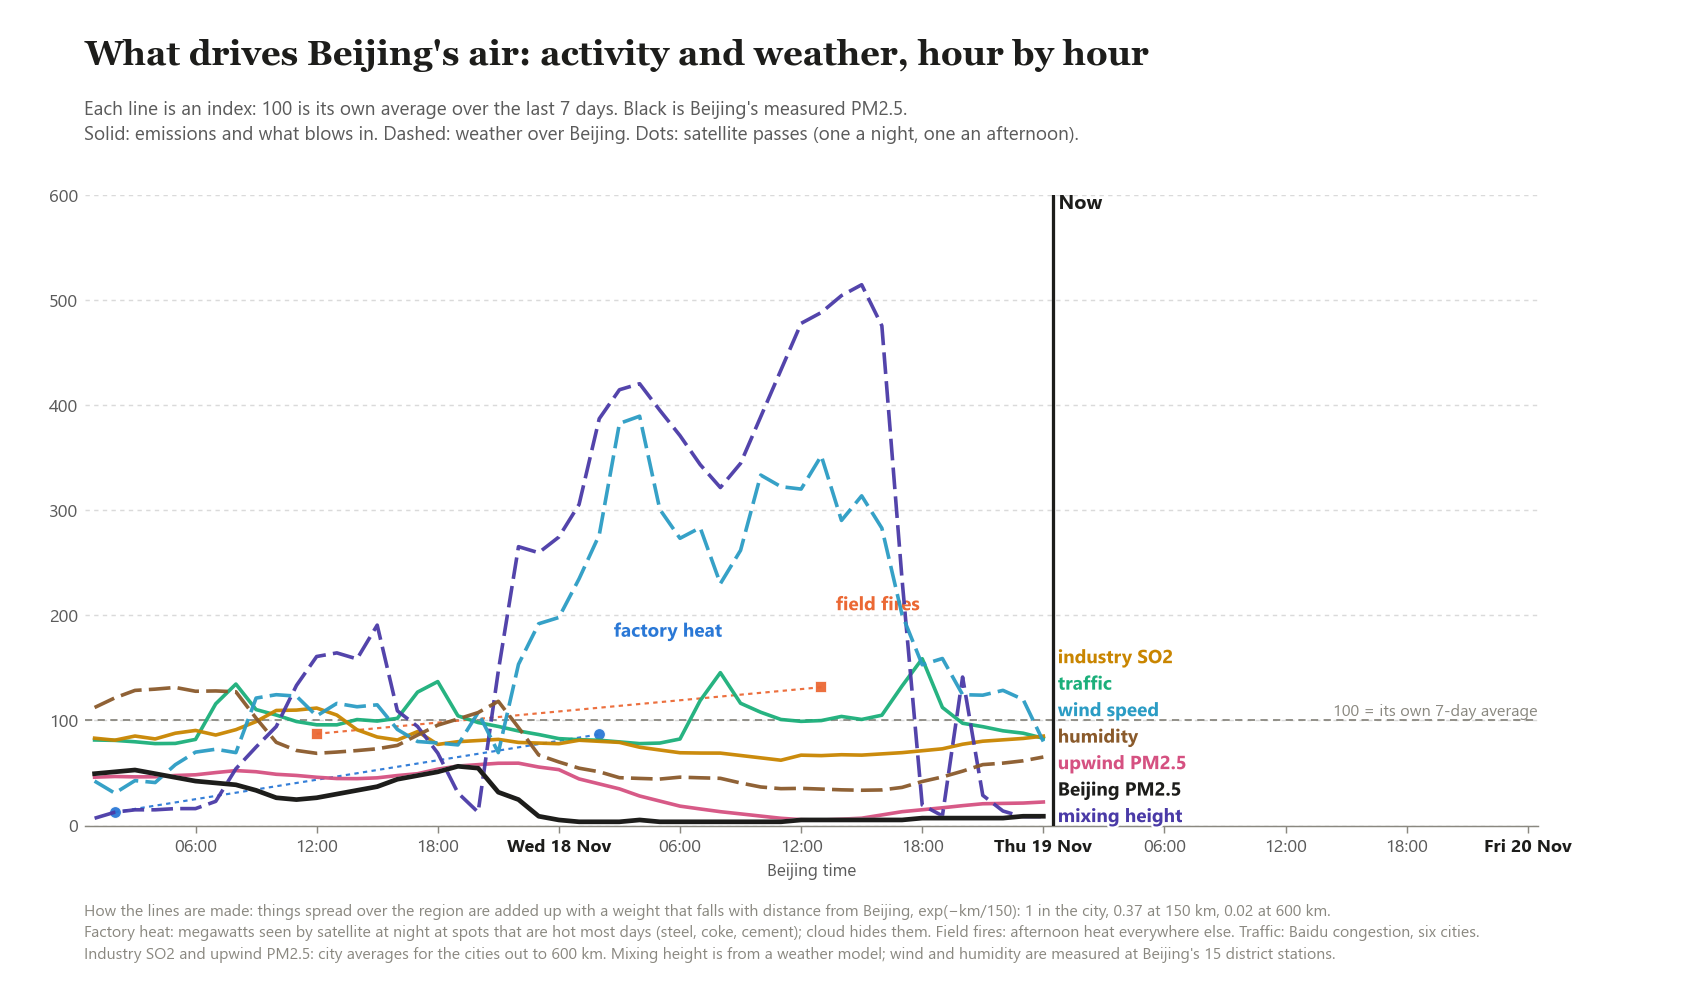 What drives Beijing's air: activity and weather, hour by hour
Each line is an index: 100 is its own average over the last 7 days. Black is Beijing's measured PM2.5.
Solid: emissions and what blows in. Dashed: weather over Beijing. Dots: satellite passes (one a night, one an afternoon).
600
Now
500
400
300
200
field fires
factory heat
industry SO2
traffic
wind speed
100 = its own 7-day average
100
humidity
upwind PM2.5
Beijing PM2.5
mixing height
0
06:00 12:00 18:00 Wed 18 Nov 06:00 12:00 18:00 Thu 19 Nov 06:00 12:00 18:00 Fri 20 Nov
Beijing time
How the lines are made: things spread over the region are added up with a weight that falls with distance from Beijing, exp(−km/150): 1 in the city, 0.37 at 150 km, 0.02 at 600 km.
Factory heat: megawatts seen by satellite at night at spots that are hot most days (steel, coke, cement); cloud hides them. Field fires: afternoon heat everywhere else. Traffic: Baidu congestion, six cities.
Industry SO2 and upwind PM2.5: city averages for the cities out to 600 km. Mixing height is from a weather model; wind and humidity are measured at Beijing's 15 district stations.